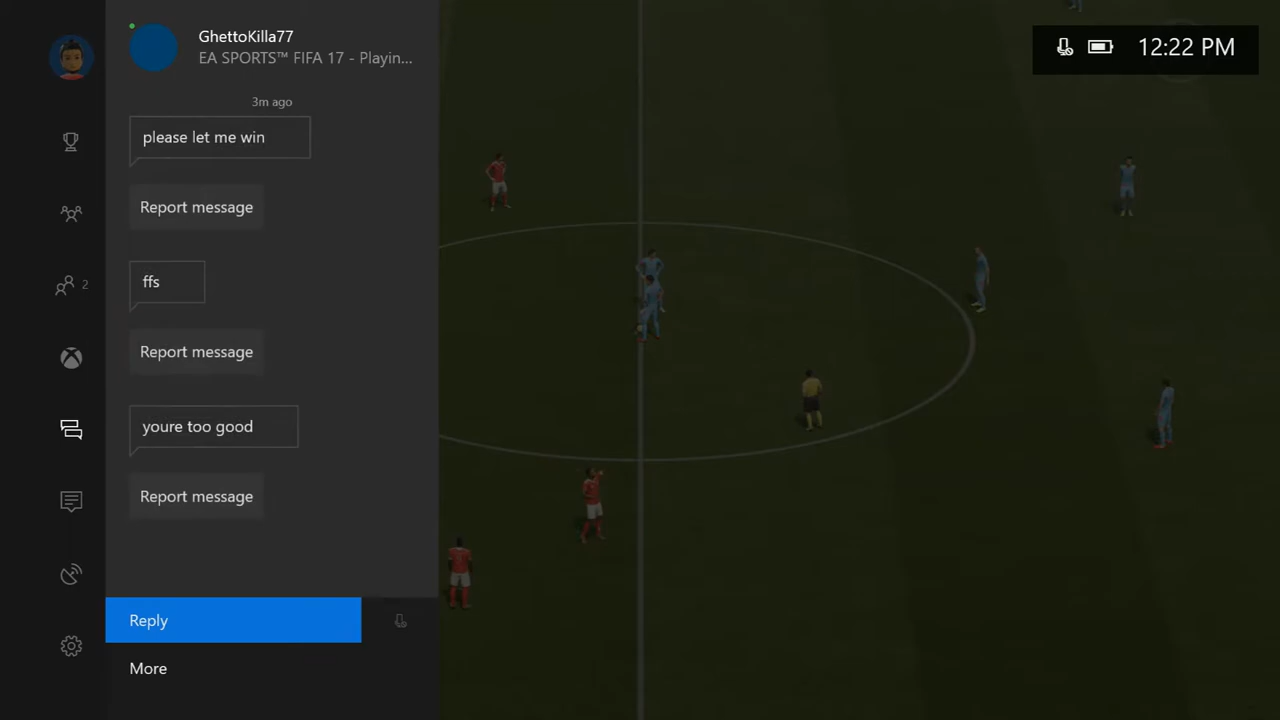 GhettoKilla77
EA SPORTS™ FIFA 17 - Playin...
12:22 PM
3m ago
please let me win
Report message
ffs
Report message
2
youre too good
Report message
Reply
More